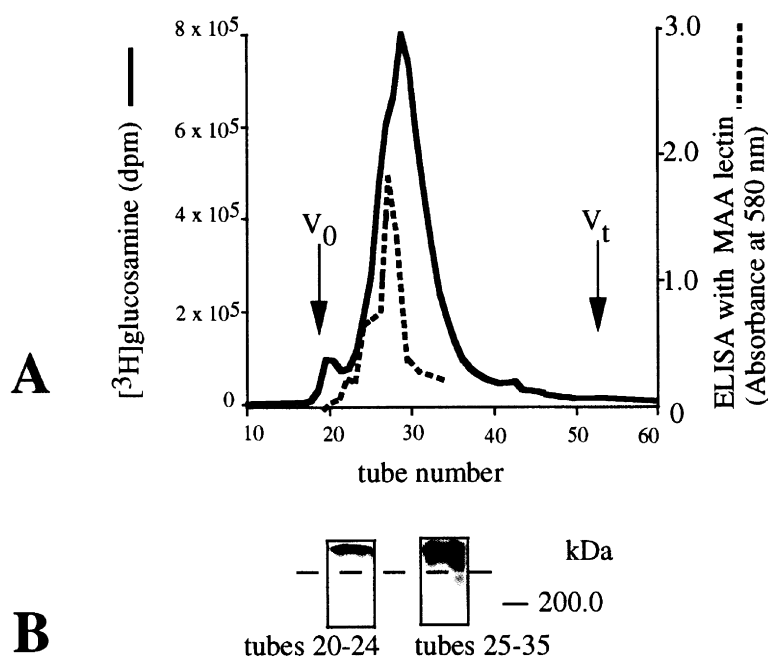 A
[³H]glucosamine (dpm)
8 x 10⁵
6 x 10⁵
4 x 10⁵
2 x 10⁵
0
V₀
Vₜ
3.0
2.0
1.0
0
ELISA with MAA lectin
(Absorbance at 580 nm)
10 20 30 40 50 60
tube number
B
kDa
200.0
tubes 20-24 tubes 25-35